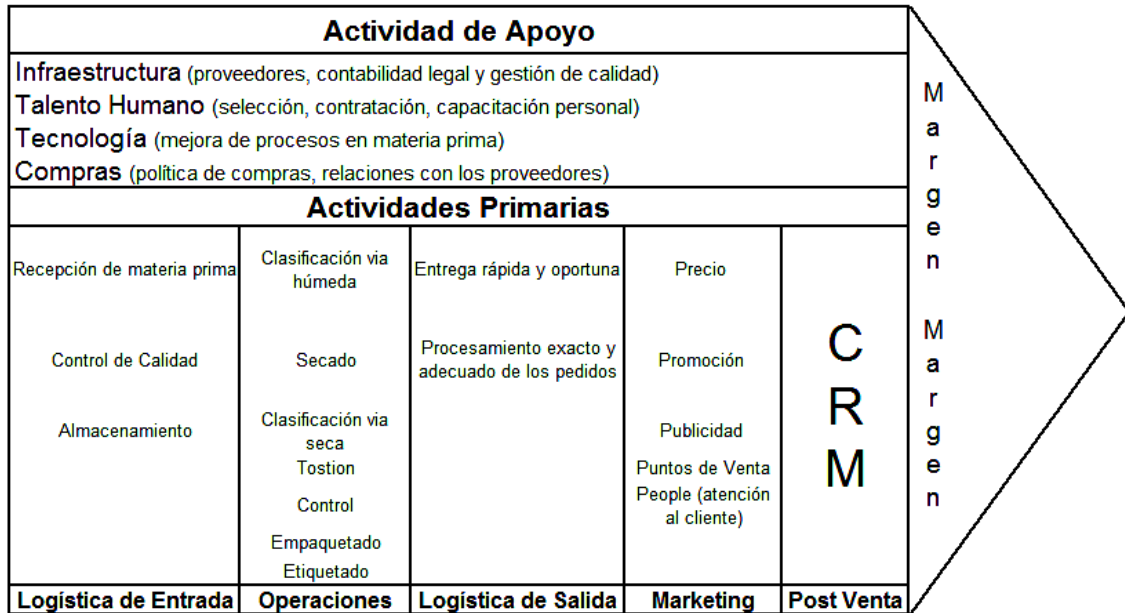 Actividad de Apoyo
Infraestructura (proveedores, contabilidad legal y gestión de calidad)
Talento Humano (selección, contratación, capacitación personal)
Tecnología (mejora de procesos en materia prima)
Compras (política de compras, relaciones con los proveedores)
Actividades Primarias
Recepción de materia prima
Control de Calidad
Almacenamiento
Logística de Entrada
Clasificación via
húmeda
Secado
Clasificación via
seca
Tostion
Control
Empaquetado
Etiquetado
Operaciones
Entrega rápida y oportuna
Procesamiento exacto y
adecuado de los pedidos
Logística de Salida
Precio
Promoción
Publicidad
Puntos de Venta
People (atención
al cliente)
Marketing
C
R
M
Post Venta
M
a
r
g
e
n
M
a
r
g
e
n